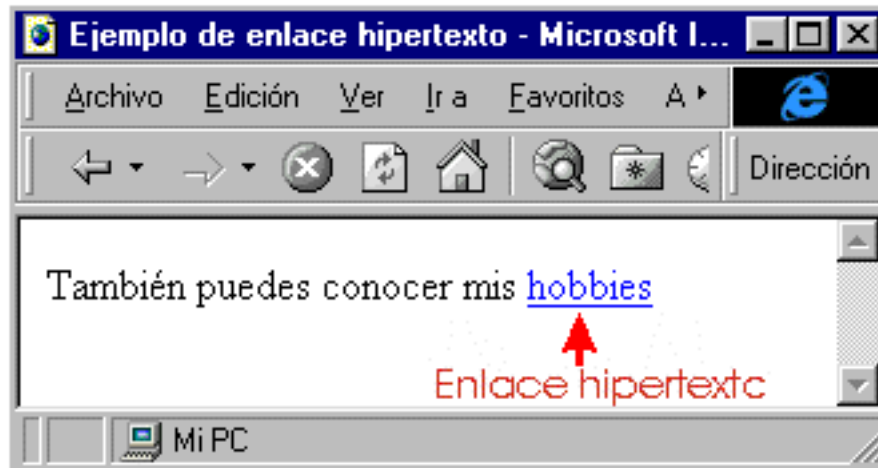 Ejemplo de enlace hipertexto - Microsoft I...
Archivo Edición Ver Ir a Favoritos A
Dirección
También puedes conocer mis hobbies
Enlace hipertexto
Mi PC